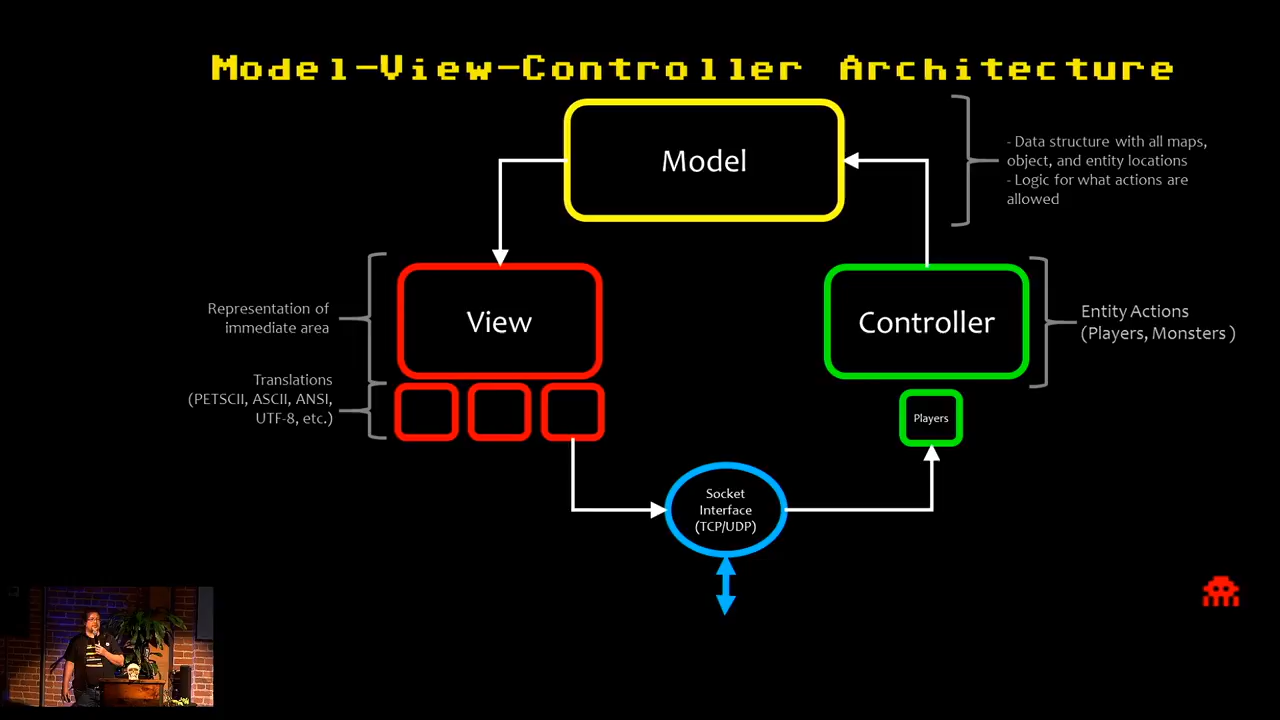 Model-View-Controller Architecture
Model
- Data structure with all maps,
object, and entity locations
- Logic for what actions are
allowed
Representation of
immediate area
View
Controller
Entity Actions
(Players, Monsters )
Translations
(PETSCII, ASCII, ANSI,
UTF-8, etc.)
Players
Socket
Interface
(TCP/UDP)